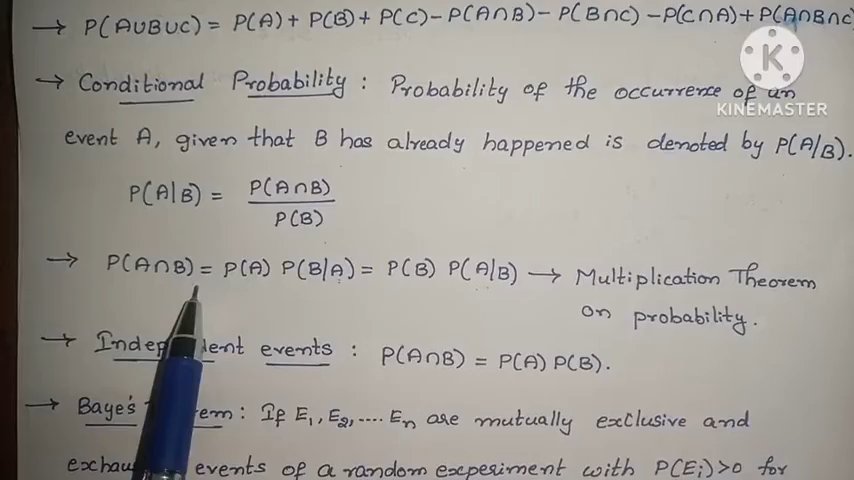 → P(A∪B∪C) = P(A) + P(B) + P(C) – P(A∩B) – P(B∩C) – P(C∩A) + P(A∩B∩C)
K
KINEMASTER
→ Conditional Probability : Probability of the occurrence of an
event A, given that B has already happened is denoted by P(A/B).
P(A|B) = P(A∩B) / P(B)
→ P(A∩B) = P(A) P(B|A) = P(B) P(A|B) → Multiplication Theorem
on probability.
→ events : P(A∩B) = P(A) P(B).
→ Baye's : If E₁, E₂, .... Eₙ are mutually exclusive and
events of a random experiment with P(Eᵢ)>0 for